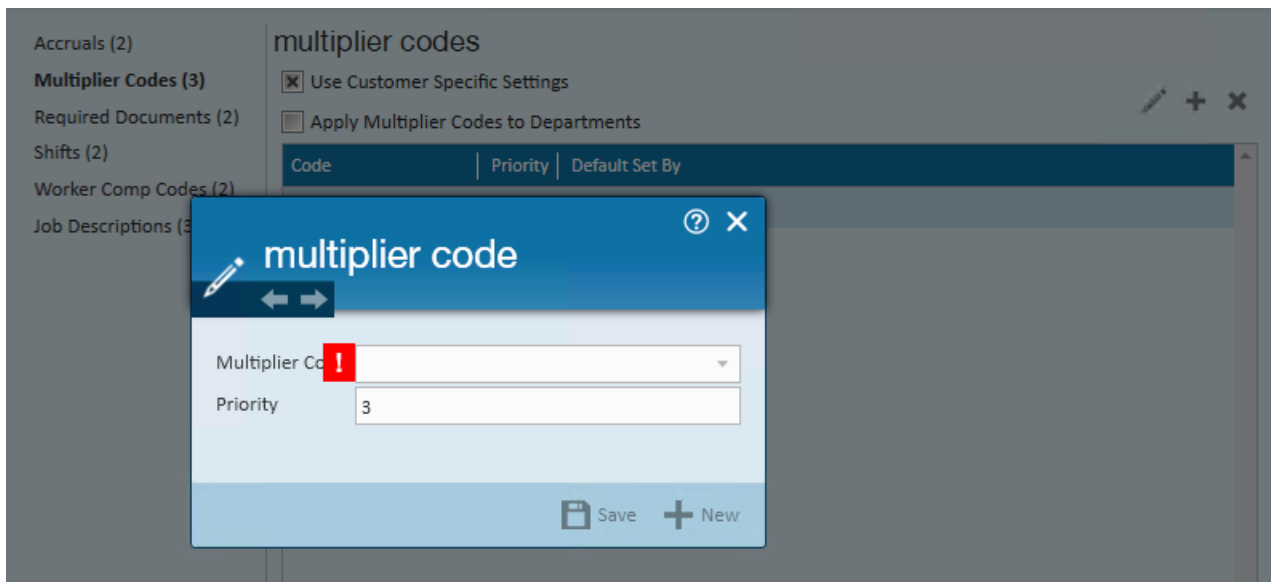 Accruals (2)
Multiplier Codes (3)
Required Documents (2)
Shifts (2)
Worker Comp Codes (2)
Job Descriptions (3
multiplier codes
Use Customer Specific Settings
Apply Multiplier Codes to Departments
Code Priority Default Set By
multiplier code
Multiplier Co !
Priority 3
Save New